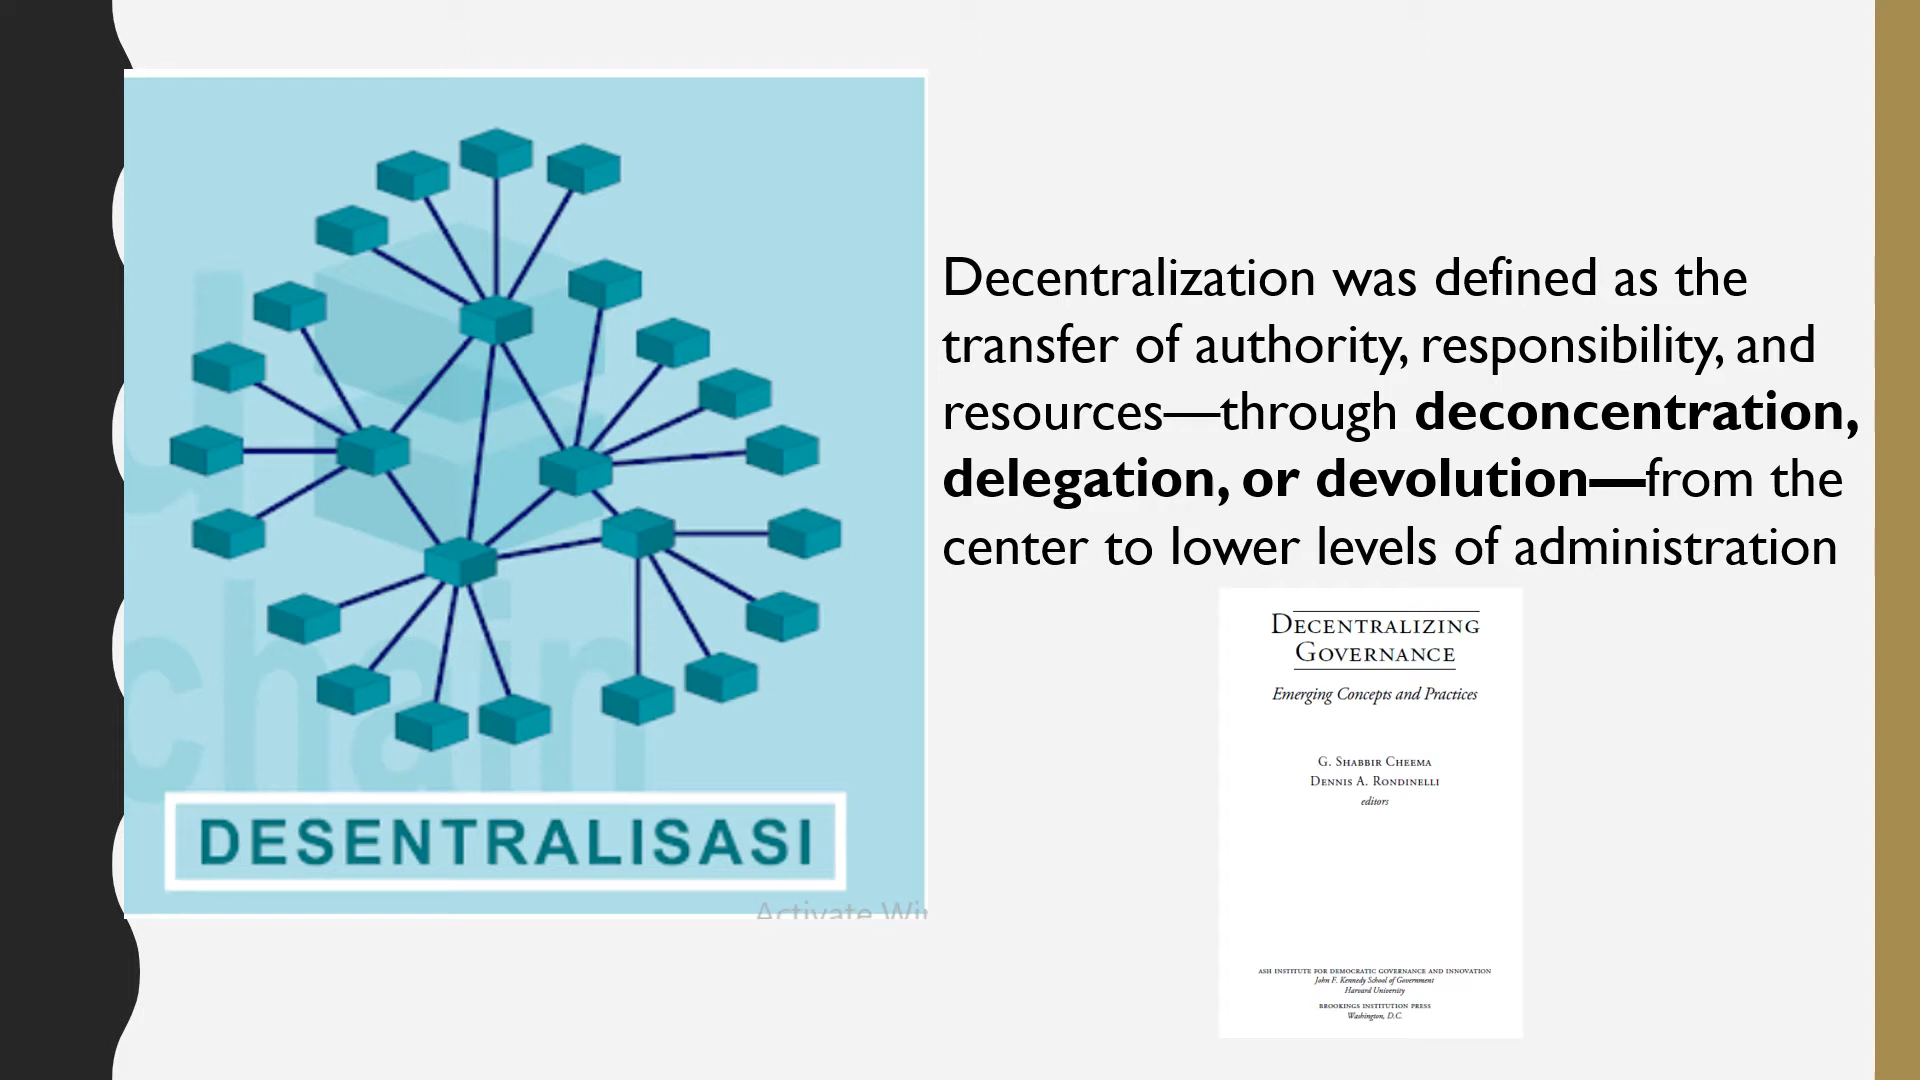 Decentralization was defined as the
transfer of authority, responsibility, and
resources—through deconcentration,
delegation, or devolution—from the
center to lower levels of administration
chain
DESENTRALISASI
Activate
DECENTRALIZING
GOVERNANCE
Emerging Concepts and Practices
G. SHABBIR CHEEMA
DENNIS A. RONDINELLI
editors
ASH INSTITUTE FOR DEMOCRATIC GOVERNANCE AND INNOVATION
John F. Kennedy School of Government
Harvard University
BROOKINGS INSTITUTION PRESS
Washington, D.C.